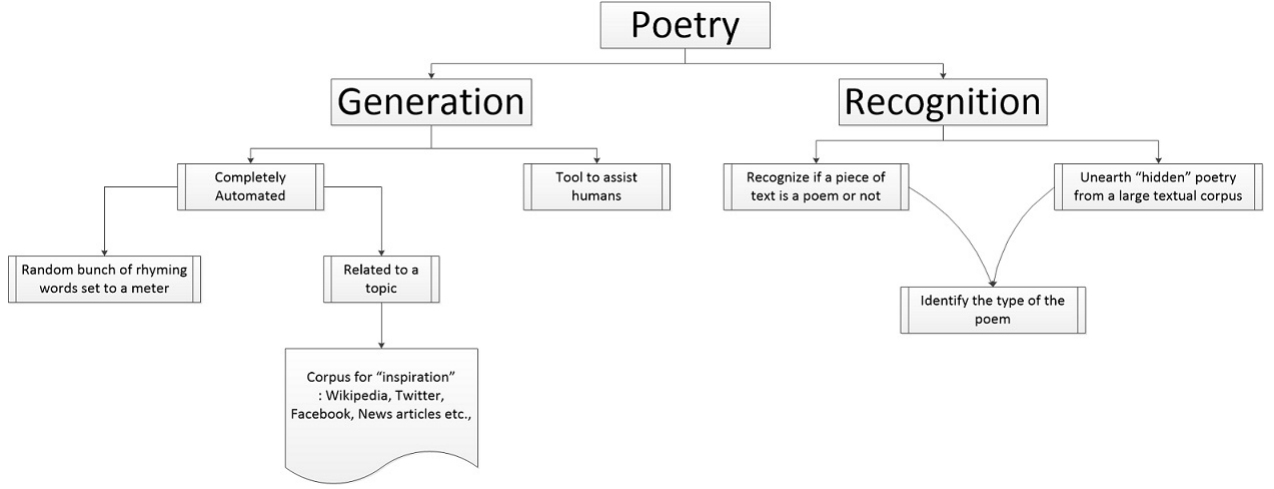 Poetry
Generation
Recognition
Completely
Automated
Tool to assist
humans
Recognize if a piece of
text is a poem or not
Unearth “hidden” poetry
from a large textual corpus
Random bunch of rhyming
words set to a meter
Related to a
topic
Identify the type of the
poem
Corpus for “inspiration”
: Wikipedia, Twitter,
Facebook, News articles etc.,